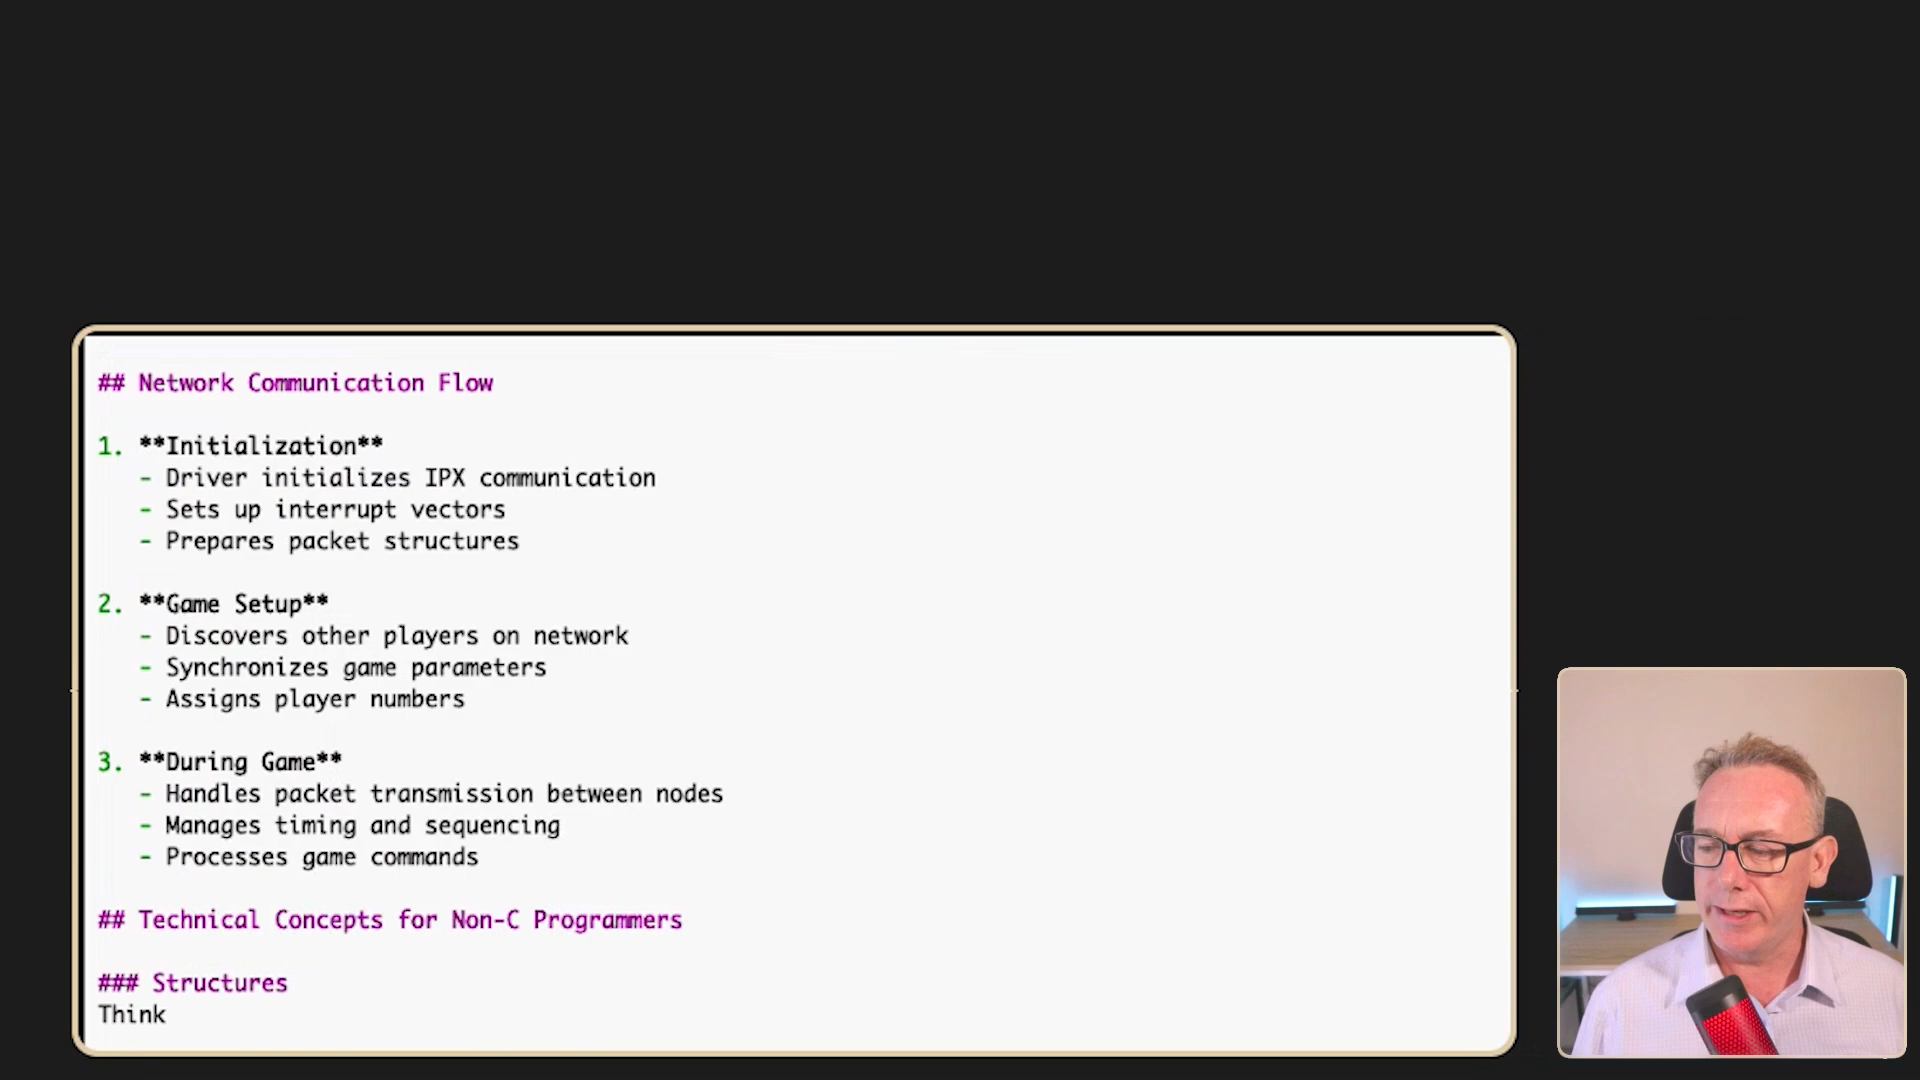 ## Network Communication Flow
1. **Initialization**
- Driver initializes IPX communication
- Sets up interrupt vectors
- Prepares packet structures
2. **Game Setup**
- Discovers other players on network
- Synchronizes game parameters
- Assigns player numbers
3. **During Game**
- Handles packet transmission between nodes
- Manages timing and sequencing
- Processes game commands
## Technical Concepts for Non-C Programmers
### Structures
Think